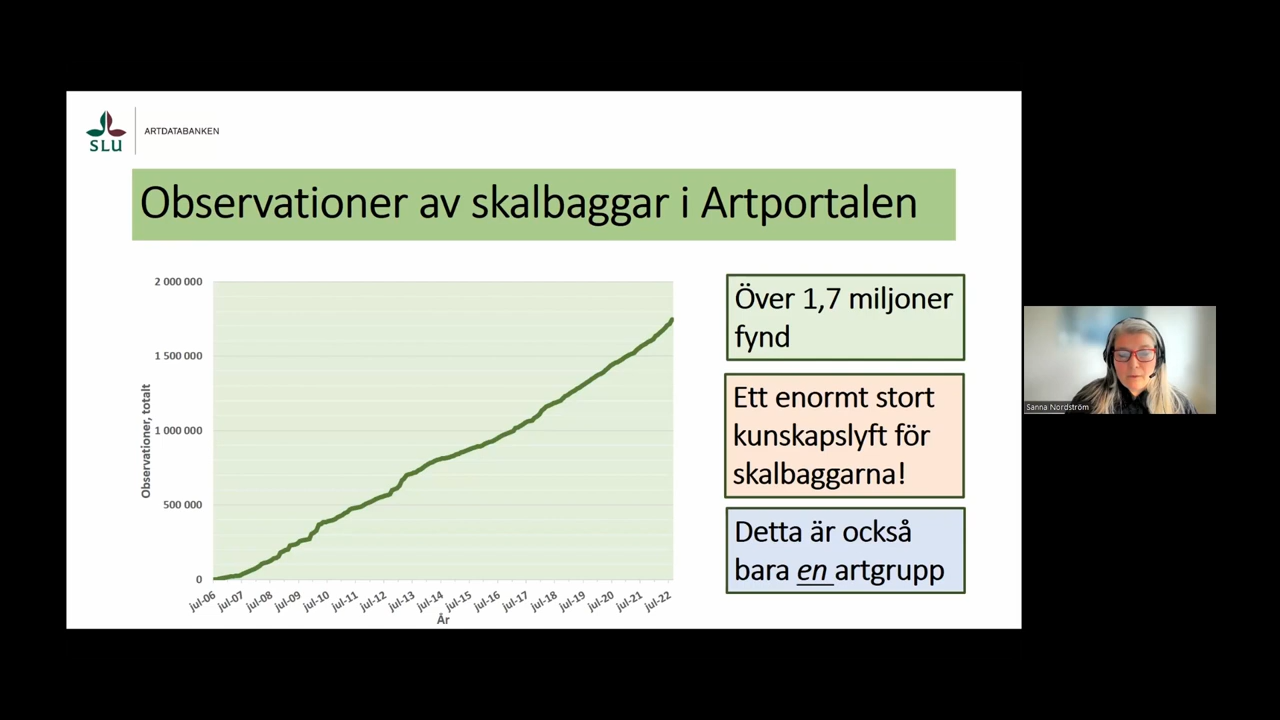 SLU
ARTDATABANKEN
Observationer av skalbaggar i Artportalen
2 000 000
1 500 000
1 000 000
500 000
0
Observationer, totalt
jul-06
jul-07
jul-08
jul-09
jul-10
jul-11
jul-12
jul-13
jul-14
jul-15
jul-16
jul-17
jul-18
jul-19
jul-20
jul-21
jul-22
År
Över 1,7 miljoner
fynd
Ett enormt stort
kunskapslyft för
skalbaggarna!
Detta är också
bara en artgrupp
Sanna Nordström